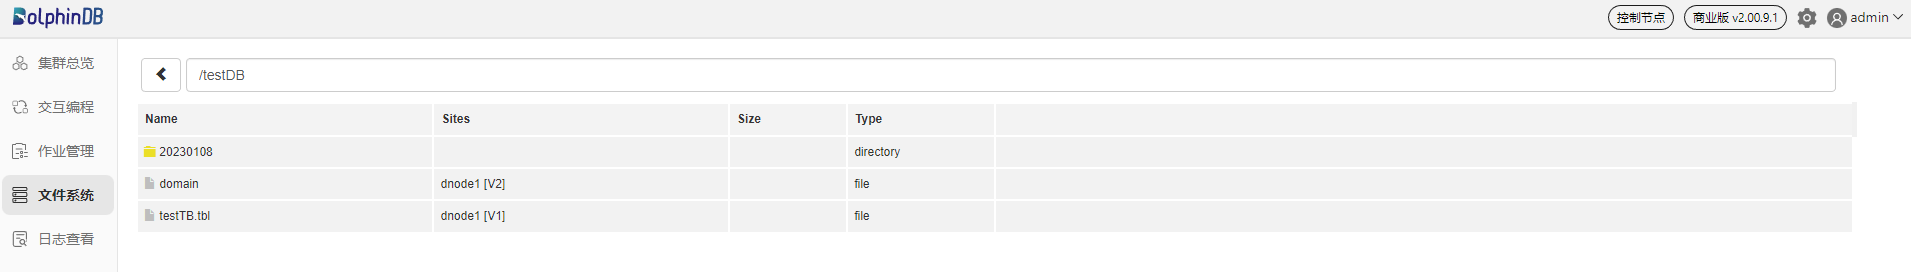 DolphinDB
控制节点 商业版 v2.00.9.1 admin
集群总览
交互编程
作业管理
文件系统
日志查看
/testDB
Name Sites Size Type
20230108 directory
domain dnode1 [V2] file
testTB.tbl dnode1 [V1] file